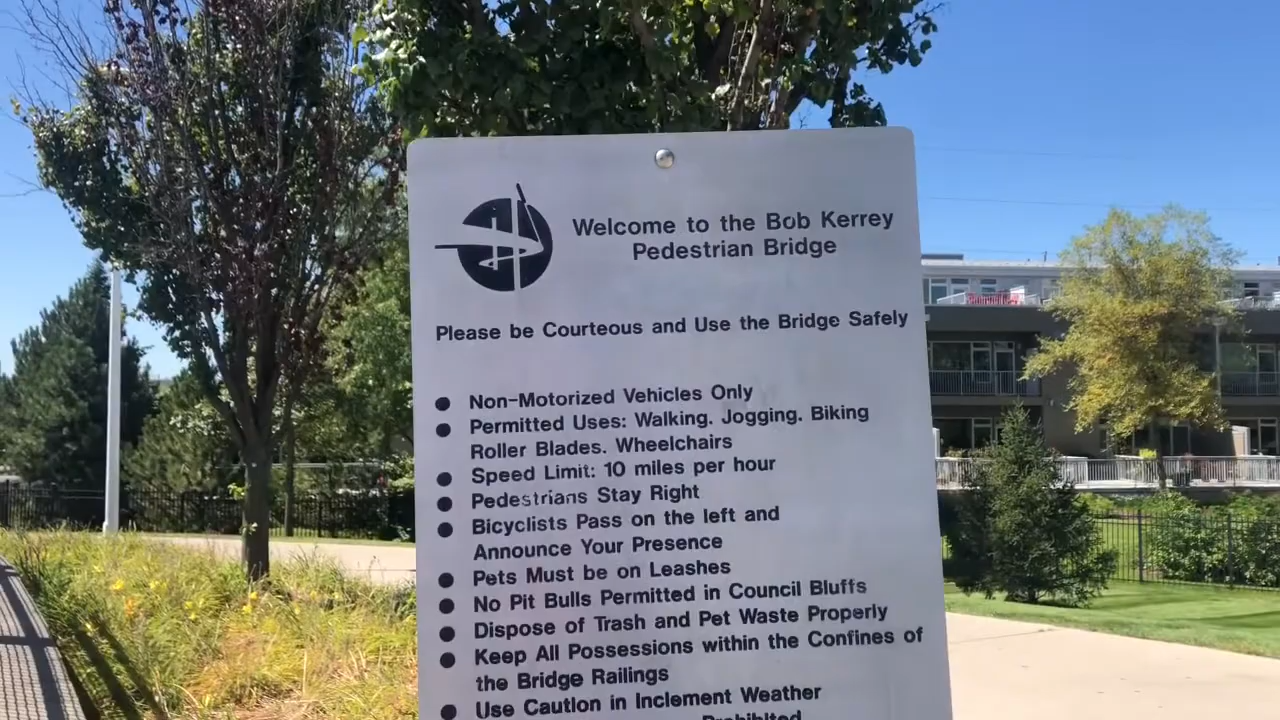 Welcome to the Bob Kerrey
Pedestrian Bridge
Please be Courteous and Use the Bridge Safely
● Non-Motorized Vehicles Only
● Permitted Uses: Walking. Jogging. Biking
Roller Blades. Wheelchairs
● Speed Limit: 10 miles per hour
● Pedestrians Stay Right
● Bicyclists Pass on the left and
Announce Your Presence
● Pets Must be on Leashes
● No Pit Bulls Permitted in Council Bluffs
● Dispose of Trash and Pet Waste Properly
● Keep All Possessions within the Confines of
the Bridge Railings
● Use Caution in Inclement Weather
Prohibited